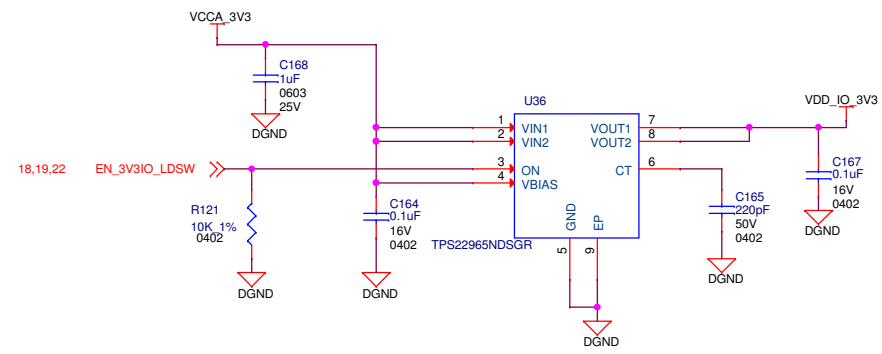 VCCA_3V3
C168
1uF
0603
25V
DGND
U36
VDD_IO_3V3
1 VIN1 VOUT1 7
2 VIN2 VOUT2 8
18,19,22 EN_3V3IO_LDSW
3 ON CT 6
4 VBIAS
C167
0.1uF
16V
0402
DGND
R121
10K_1%
0402
DGND
C164
0.1uF
16V
0402
DGND
C165
220pF
50V
0402
DGND
GND EP
TPS22965NDSGR
5 9
DGND